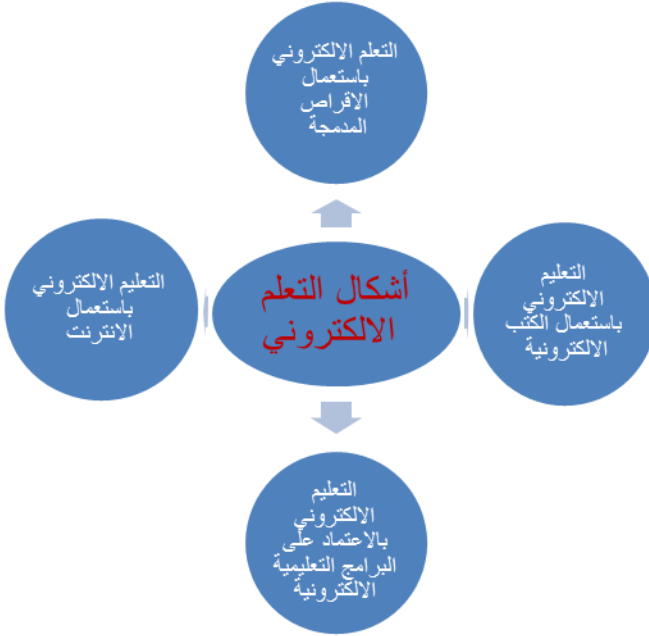 التعلم الالكتروني
باستعمال
الاقراص
المدمجة
أشكال التعلم
الالكتروني
التعليم
الالكتروني
باستعمال الكتب
الالكترونية
التعليم الالكتروني
باستعمال
الانترنت
التعليم
الالكتروني
بالاعتماد على
البرامج التعليمية
الالكترونية